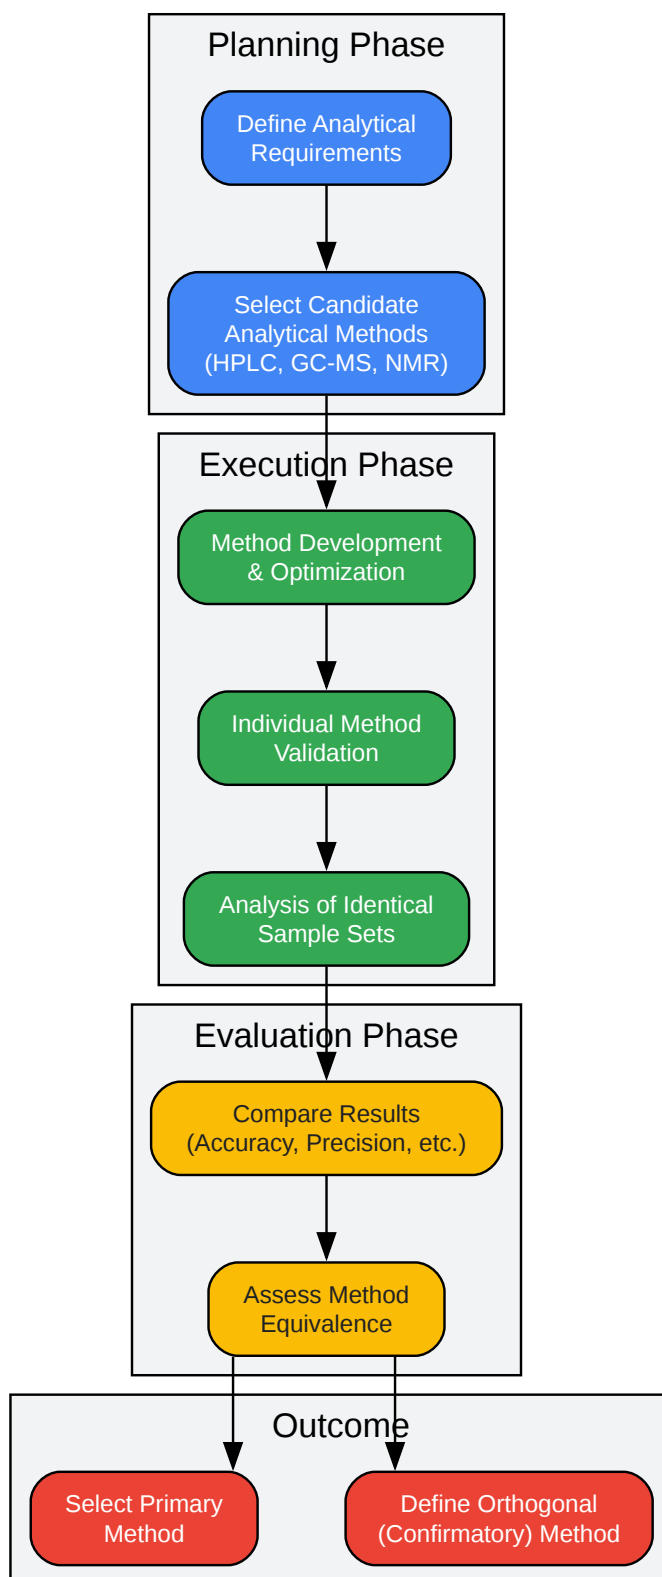 Planning Phase
Define Analytical
Requirements
Select Candidate
Analytical Methods
(HPLC, GC-MS, NMR)
Execution Phase
Method Development
& Optimization
Individual Method
Validation
Analysis of Identical
Sample Sets
Evaluation Phase
Compare Results
(Accuracy, Precision, etc.)
Assess Method
Equivalence
Outcome
Select Primary
Method
Define Orthogonal
(Confirmatory) Method